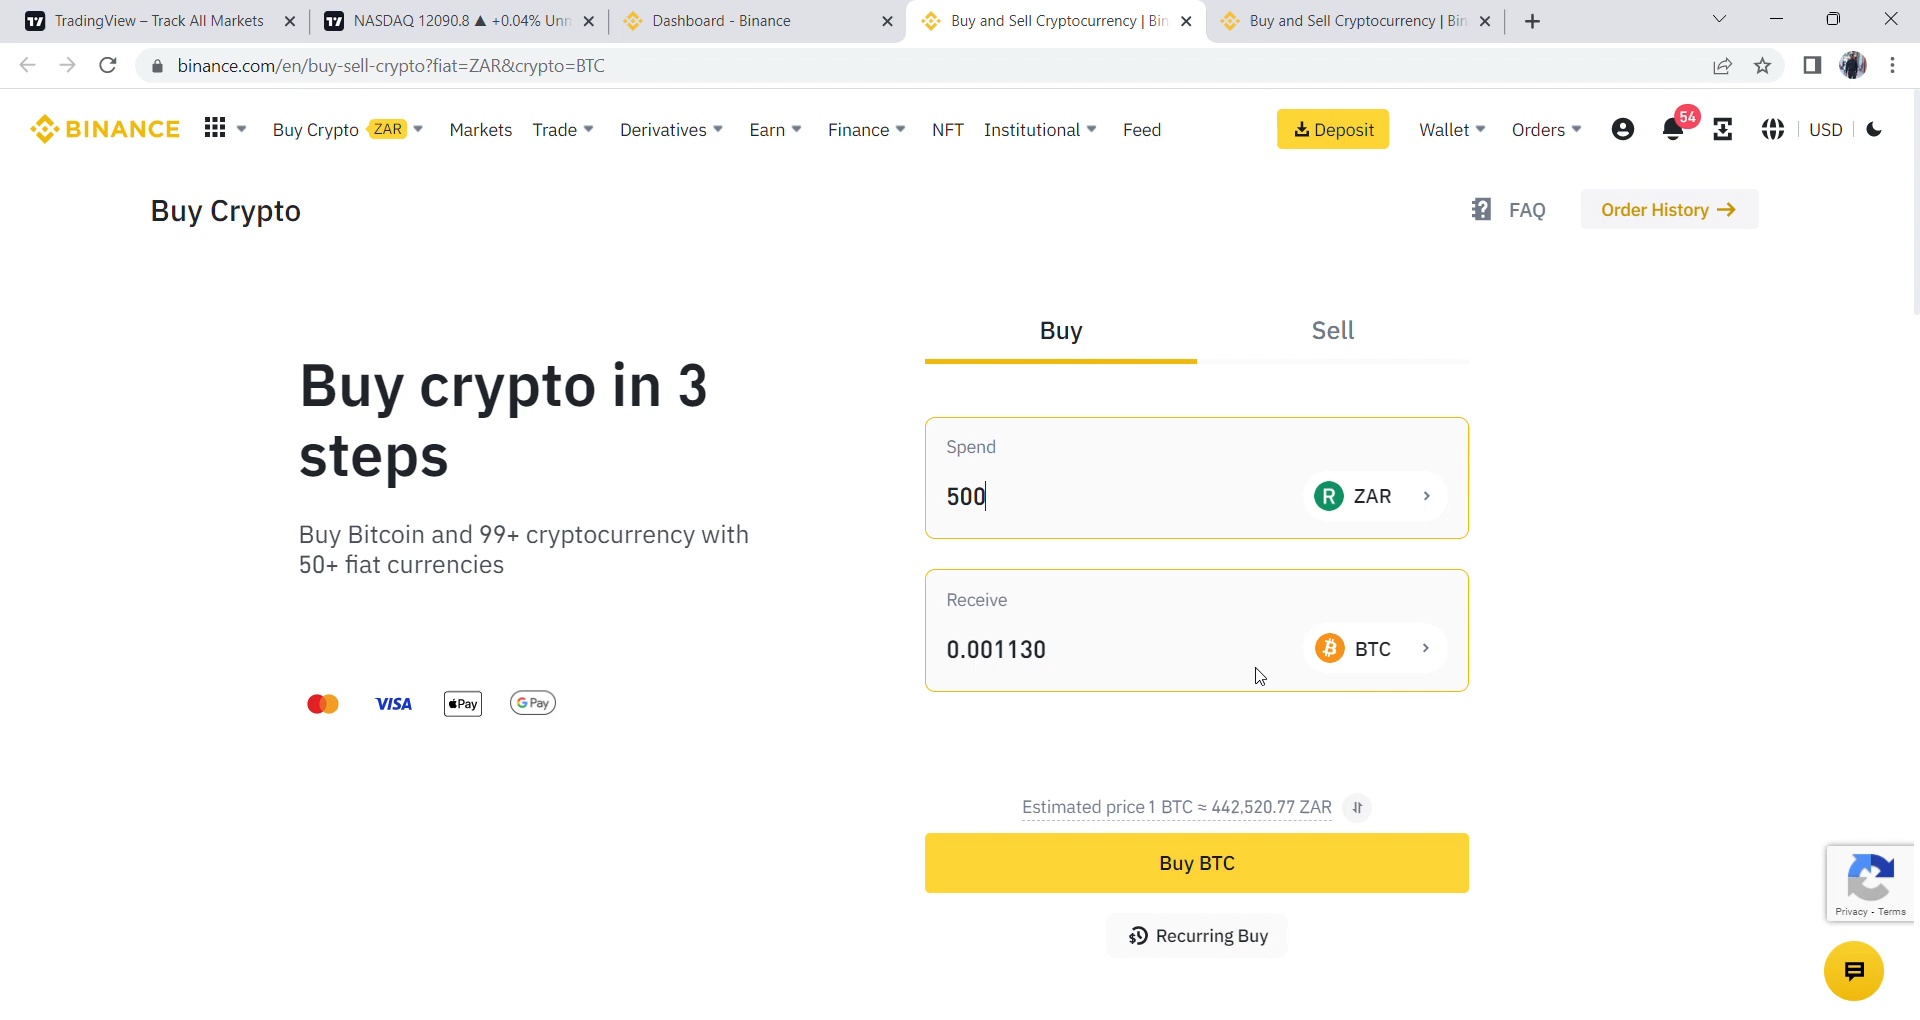 TradingView – Track All Markets
NASDAQ 12090.8 ▲ +0.04% Unn
Dashboard - Binance
Buy and Sell Cryptocurrency | Bin
Buy and Sell Cryptocurrency | Bin
binance.com/en/buy-sell-crypto?fiat=ZAR&crypto=BTC
BINANCE
Buy Crypto ZAR
Markets
Trade
Derivatives
Earn
Finance
NFT
Institutional
Feed
Deposit
Wallet
Orders
54
USD
Buy Crypto
FAQ
Order History →
Buy crypto in 3
steps
Buy Bitcoin and 99+ cryptocurrency with
50+ fiat currencies
VISA
Pay
G Pay
Buy
Sell
Spend
500
R ZAR
Receive
0.001130
BTC
Estimated price 1 BTC ≈ 442,520.77 ZAR
Buy BTC
Recurring Buy
Privacy - Terms